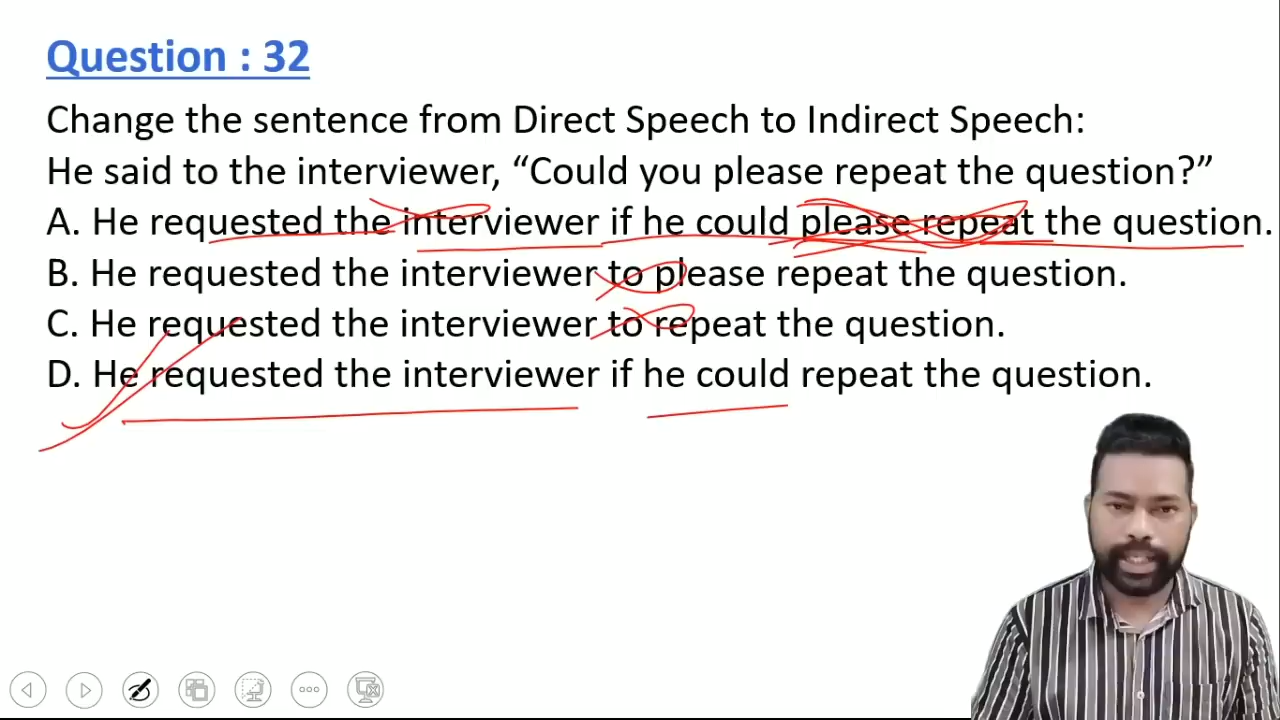 Question : 32
Change the sentence from Direct Speech to Indirect Speech:
He said to the interviewer, “Could you please repeat the question?”
A. He requested the interviewer if he could please repeat the question.
B. He requested the interviewer to please repeat the question.
C. He requested the interviewer to repeat the question.
D. He requested the interviewer if he could repeat the question.